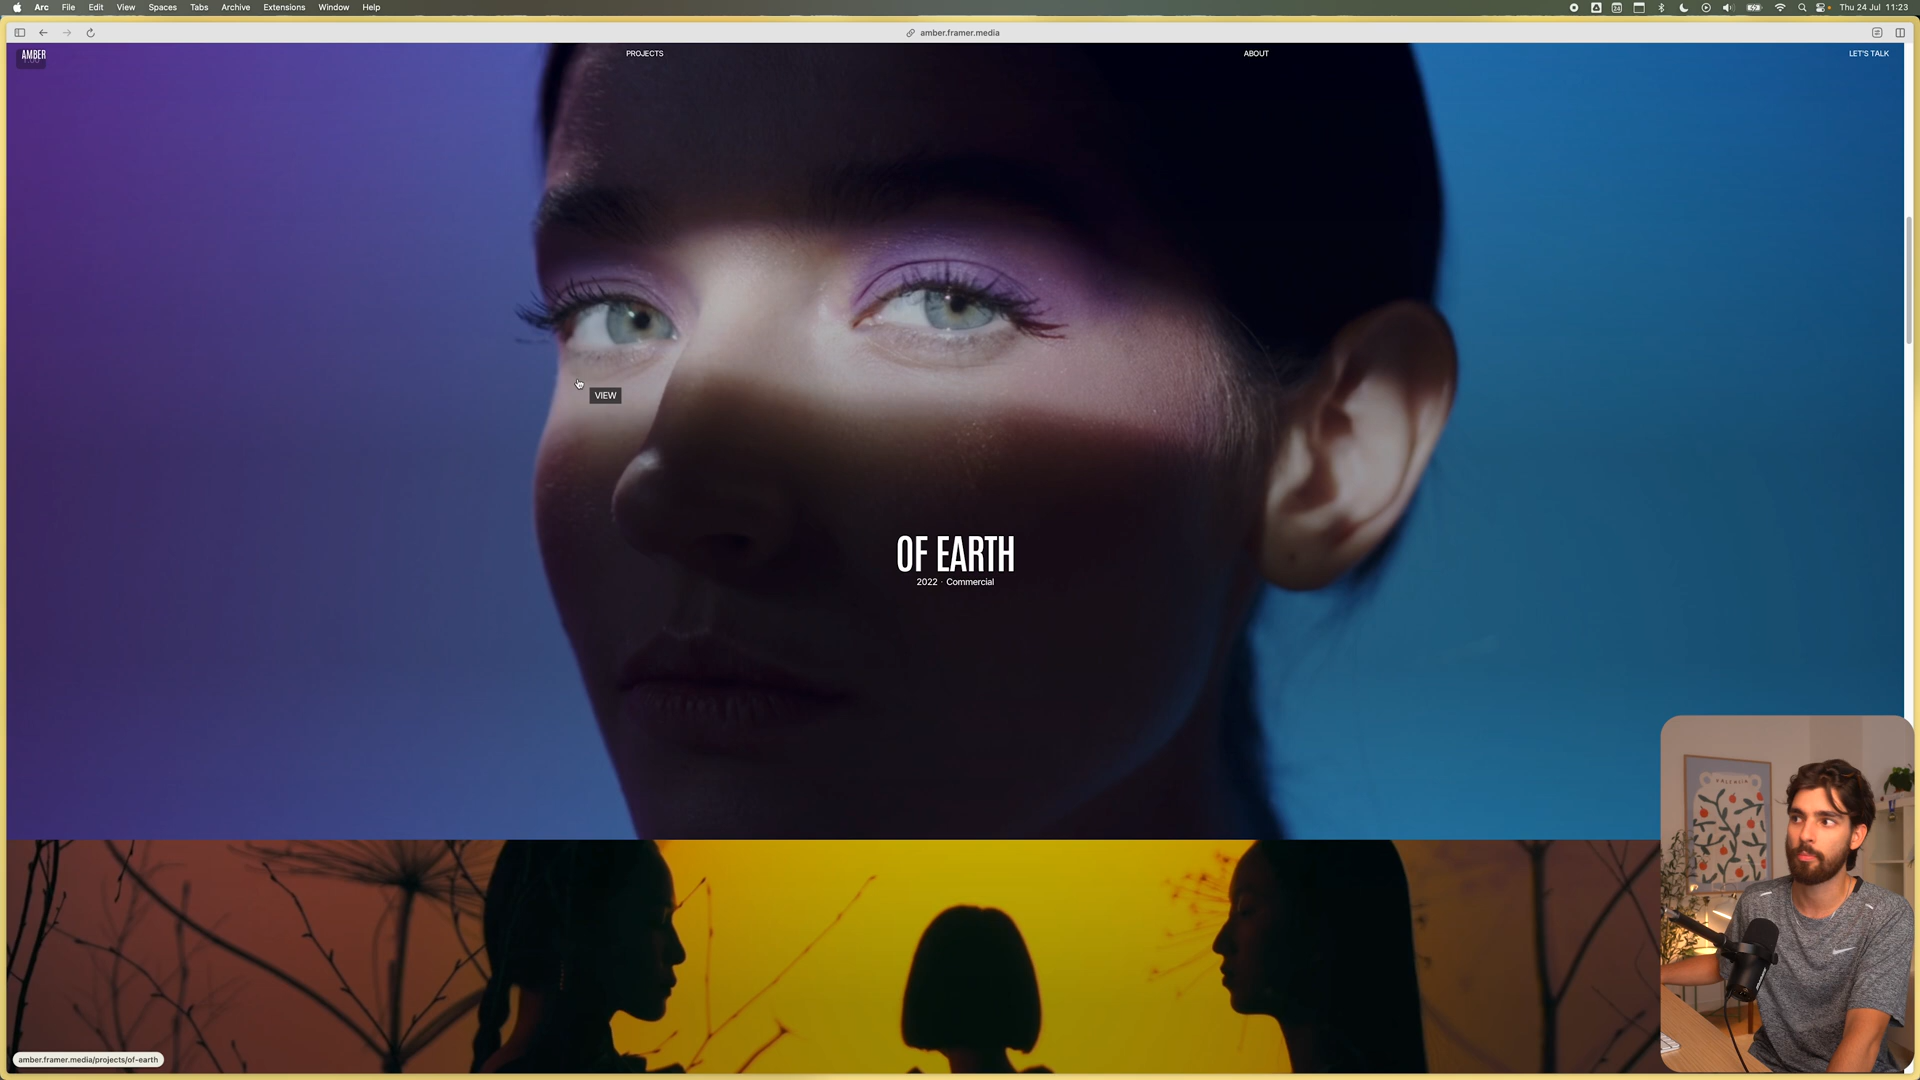 Arc File Edit View Spaces Tabs Archive Extensions Window Help
Thu 24 Jul 11:23
amber.framer.media
AMBER
PROJECTS
ABOUT
LET'S TALK
VIEW
OF EARTH
2022 · Commercial
VALENCIA
amber.framer.media/projects/of-earth